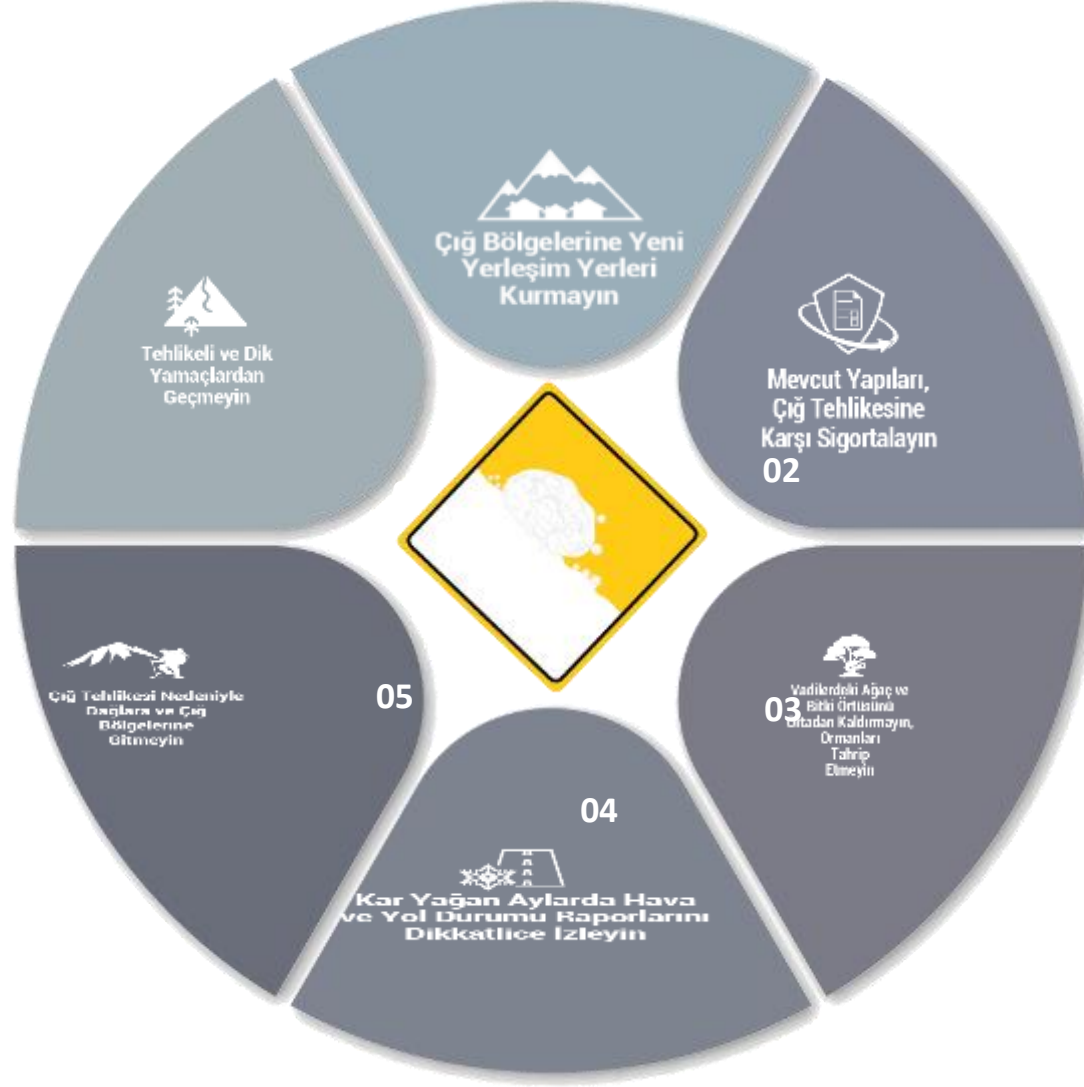 Çığ Bölgelerine Yeni
Yerleşim Yerleri
Kurmayın
Mevcut Yapıları,
Çığ Tehlikesine
Karşı Sigortalayın
02
03
Vadilerdeki Ağaç ve
Bitki Örtüsünü
Ortadan Kaldırmayın,
Ormanları
Tahrip
Etmeyin
04
Kar Yağan Aylarda Hava
ve Yol Durumu Raporlarını
Dikkatlice İzleyin
05
Çığ Tehlikesi Nedeniyle
Dağlara ve Çığ
Bölgelerine
Gitmeyin
Tehlikeli ve Dik
Yamaçlardan
Geçmeyin